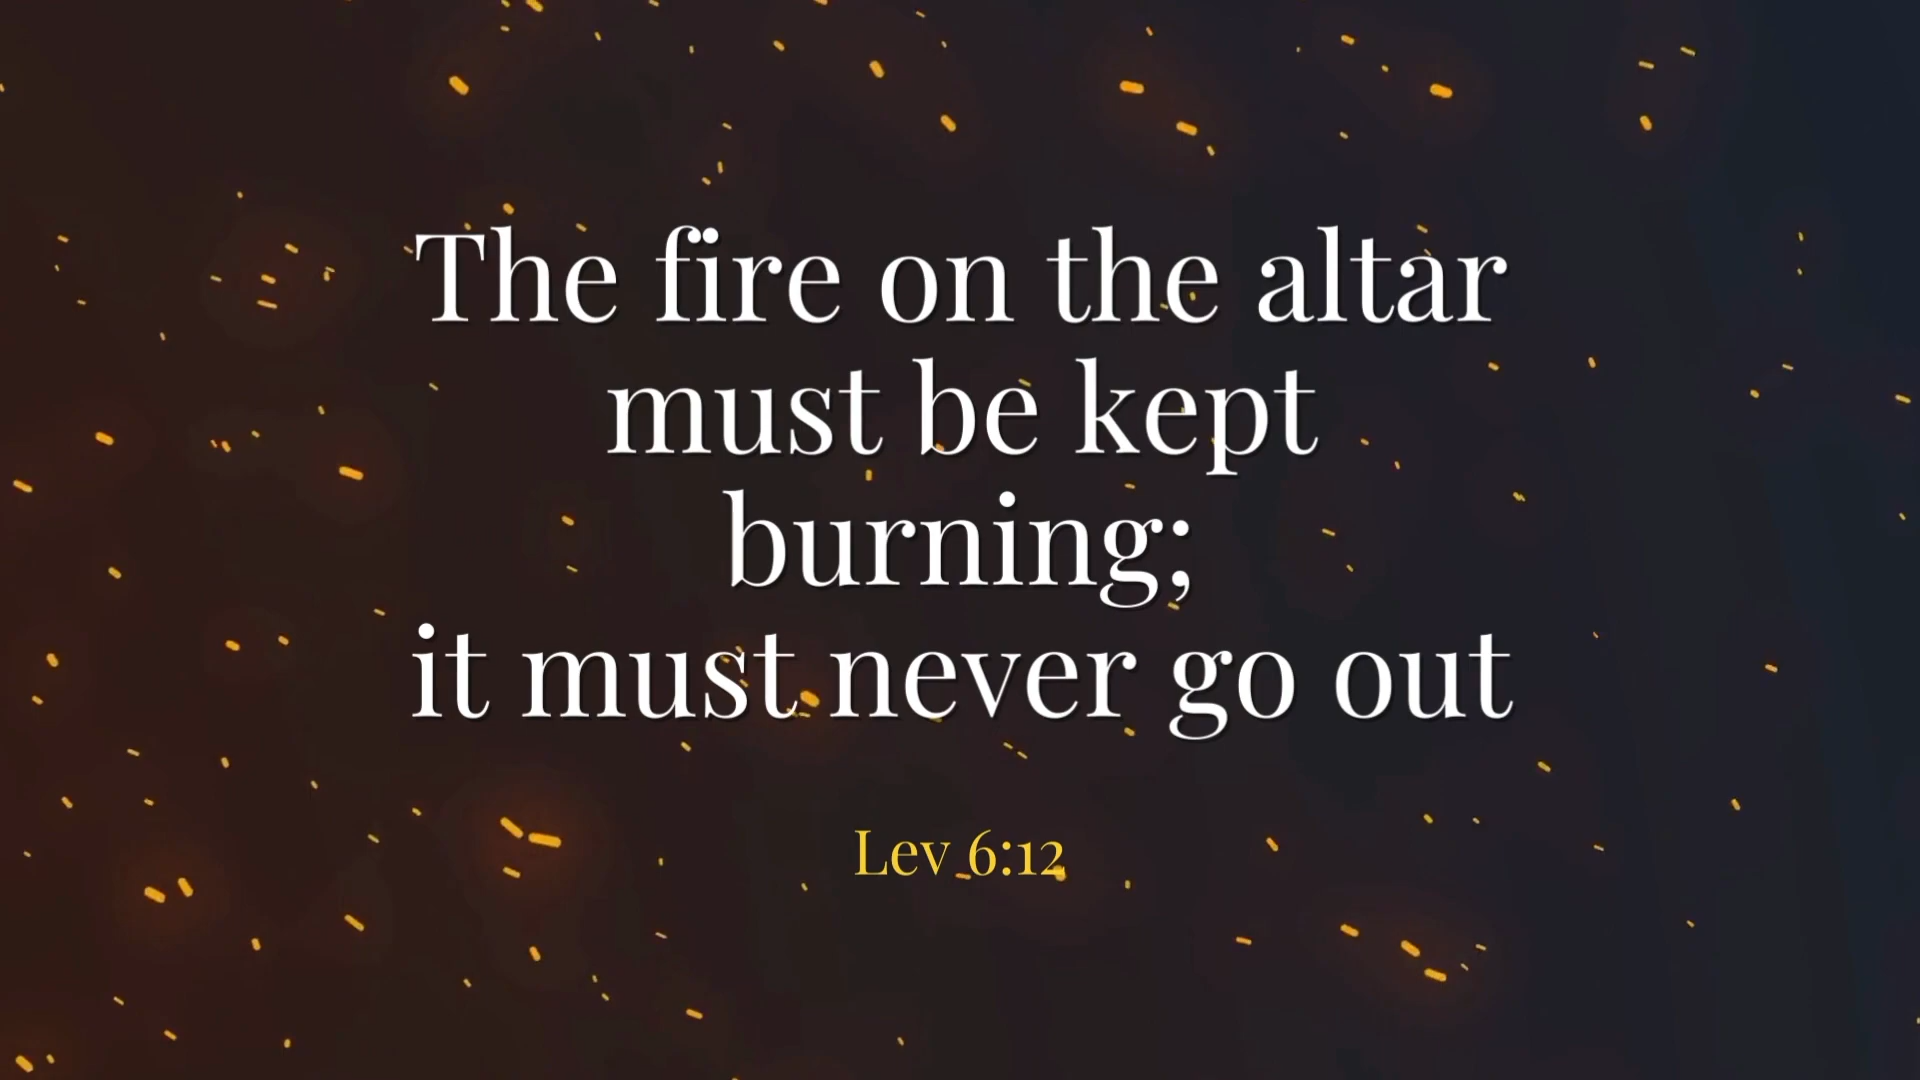 The fire on the altar
must be kept
burning;
it must never go out
Lev 6:12